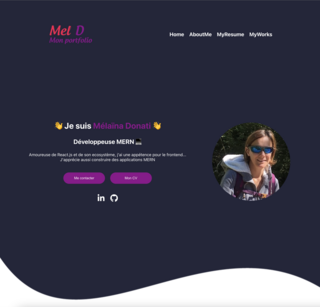 Mel D
Mon portfolio
Home AboutMe MyResume MyWorks
👋 Je suis Mélaina Donati 👋
Développeuse MERN
Amoureuse de React.js et de son ecosystème, j'ai une appétence pour le frontend...
J'apprécie aussi construire des applications MERN
Me contacter Mon CV
in